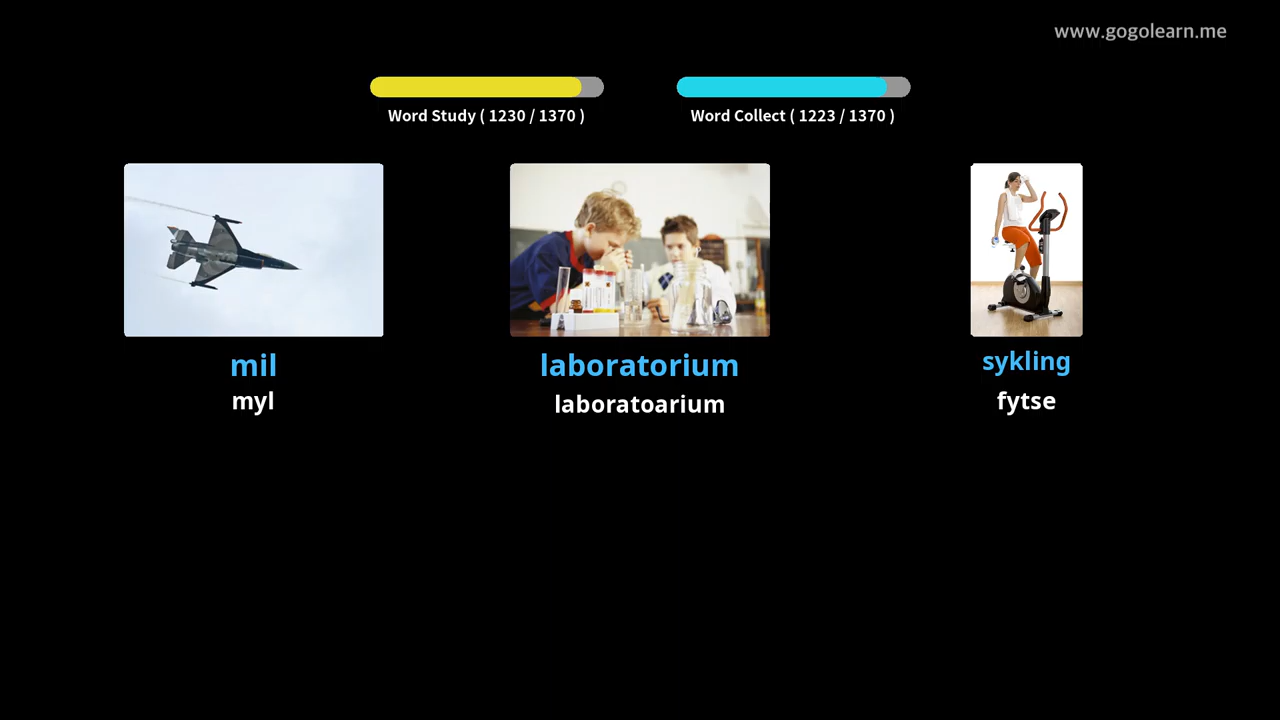 www.gogolearn.me
Word Study ( 1230 / 1370 )
Word Collect ( 1223 / 1370 )
mil
myl
laboratorium
laboratoarium
sykling
fytse